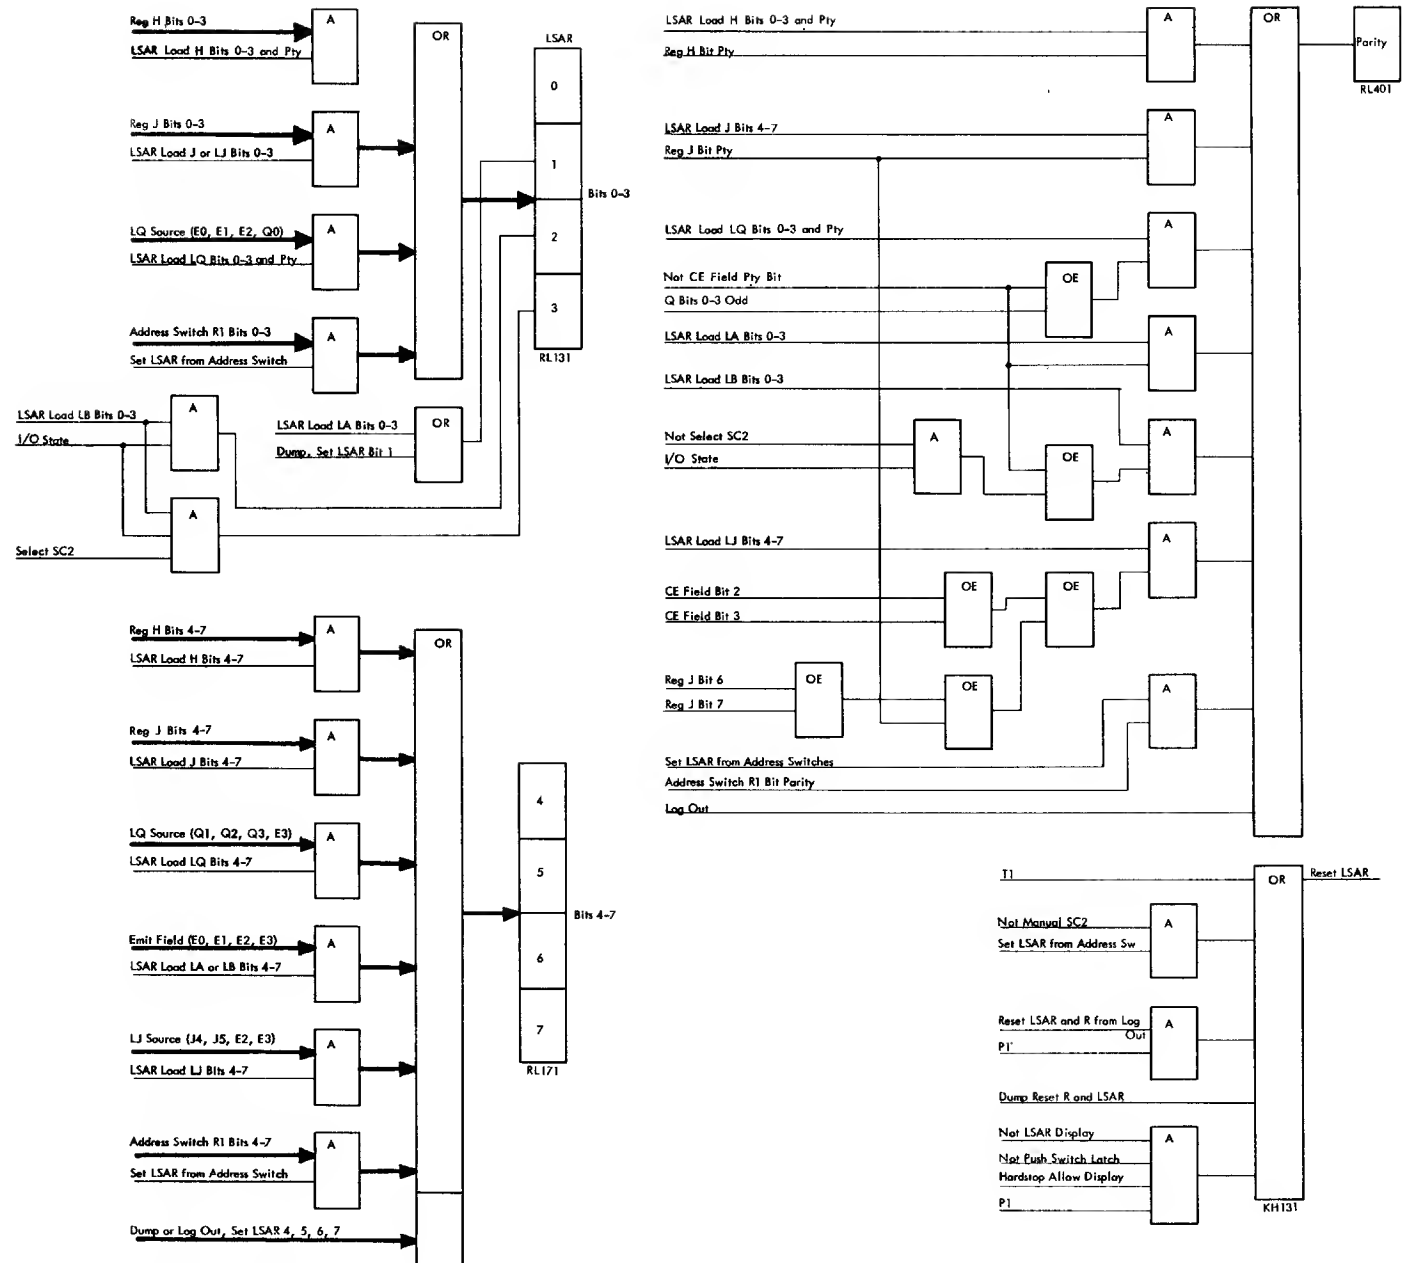 Reg H Bits 0-3
A
LSAR Load H Bits 0-3 and Pty
OR
LSAR
0
Reg J Bits 0-3
A
LSAR Load J or LJ Bits 0-3
1
Bits 0-3
LQ Source (E0, E1, E2, Q0)
A
LSAR Load LQ Bits 0-3 and Pty
2
3
Address Switch R1 Bits 0-3
A
Set LSAR from Address Switch
RL131
LSAR Load LB Bits 0-3
A
I/O State
LSAR Load LA Bits 0-3
OR
Dump, Set LSAR Bit 1
A
Select SC2
Reg H Bits 4-7
A
LSAR Load H Bits 4-7
OR
Reg J Bits 4-7
A
LSAR Load J Bits 4-7
4
LQ Source (Q1, Q2, Q3, E3)
A
LSAR Load LQ Bits 4-7
5
Bits 4-7
Emit Field (E0, E1, E2, E3)
A
LSAR Load LA or LB Bits 4-7
6
7
LJ Source (J4, J5, E2, E3)
A
LSAR Load LJ Bits 4-7
RL171
Address Switch R1 Bits 4-7
A
Set LSAR from Address Switch
Dump or Log Out, Set LSAR 4, 5, 6, 7
LSAR Load H Bits 0-3 and Pty
A
OR
Reg H Bit Pty
Parity
RL401
LSAR Load J Bits 4-7
A
Reg J Bit Pty
LSAR Load LQ Bits 0-3 and Pty
A
Not CE Field Pty Bit
OE
Q Bits 0-3 Odd
LSAR Load LA Bits 0-3
A
LSAR Load LB Bits 0-3
Not Select SC2
A
A
I/O State
OE
LSAR Load LJ Bits 4-7
A
CE Field Bit 2
OE
OE
CE Field Bit 3
Reg J Bit 6
OE
OE
A
Reg J Bit 7
Set LSAR from Address Switches
Address Switch R1 Bit Parity
Log Out
T1
OR
Reset LSAR
Not Manual SC2
A
Set LSAR from Address Sw
Reset LSAR and R from Log
Out
A
P1
Dump Reset R and LSAR
Not LSAR Display
A
Not Push Switch Latch
Hardstop Allow Display
P1
KH131